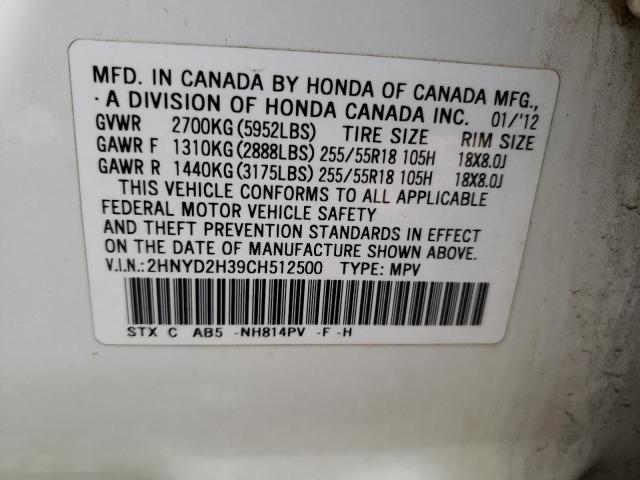 MFD. IN CANADA BY HONDA OF CANADA MFG.,
A DIVISION OF HONDA CANADA INC. 01/'12
GVWR 2700KG (5952LBS) TIRE SIZE RIM SIZE
GAWR F 1310KG (2888LBS) 255/55R18 105H 18X8.0J
GAWR R 1440KG (3175LBS) 255/55R18 105H 18X8.0J
THIS VEHICLE CONFORMS TO ALL APPLICABLE
FEDERAL MOTOR VEHICLE SAFETY
AND THEFT PREVENTION STANDARDS IN EFFECT
ON THE DATE OF MANUFACTURE SHOWN ABOVE.
V.I.N.: 2HNYD2H39CH512500 TYPE: MPV
STX C AB5 -NH814PV -F -H